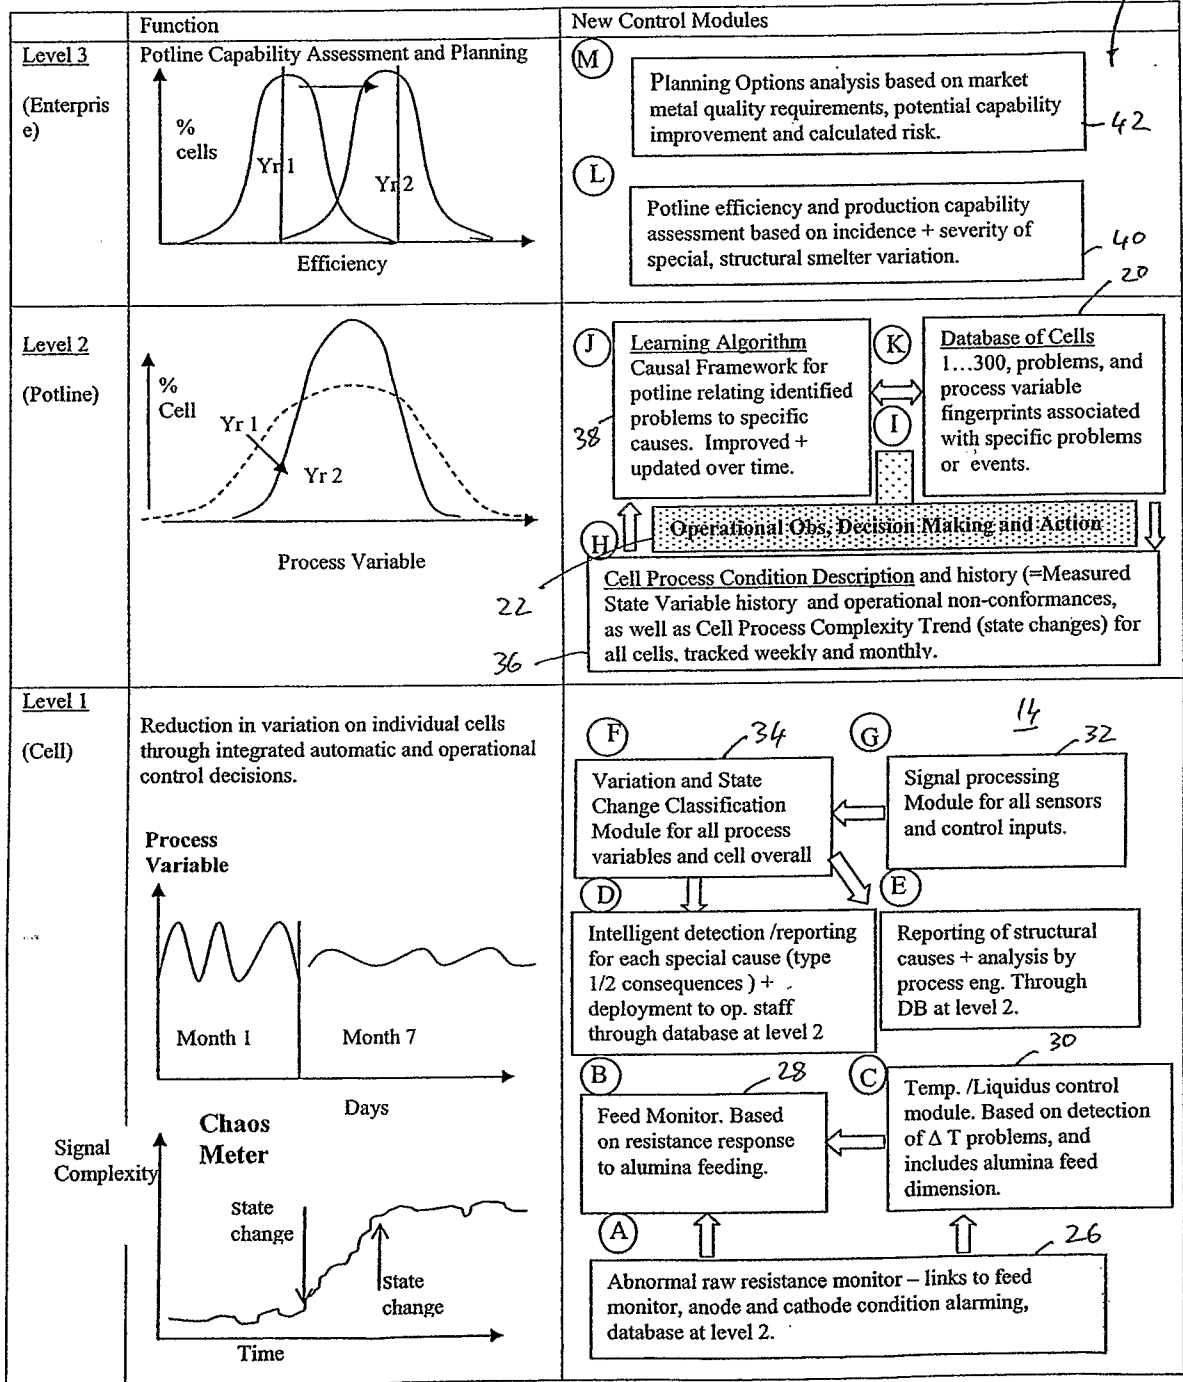 Function
New Control Modules
Level 3
(Enterpris
e)
Potline Capability Assessment and Planning
%
cells
Yr 1
Yr 2
Efficiency
M
Planning Options analysis based on market
metal quality requirements, potential capability
improvement and calculated risk.
42
L
Potline efficiency and production capability
assessment based on incidence + severity of
special, structural smelter variation.
40
20
Level 2
(Potline)
%
Cell
Yr 1
Yr 2
Process Variable
J
Learning Algorithm
Causal Framework for
potline relating identified
problems to specific
causes. Improved +
updated over time.
38
K
I
Database of Cells
1...300, problems, and
process variable
fingerprints associated
with specific problems
or events.
Operational Obs, Decision Making and Action
H
22
Cell Process Condition Description and history (=Measured
State Variable history and operational non-conformances,
as well as Cell Process Complexity Trend (state changes) for
all cells, tracked weekly and monthly.
36
Level 1
(Cell)
Reduction in variation on individual cells
through integrated automatic and operational
control decisions.
Process
Variable
Month 1
Month 7
Days
Chaos
Meter
Signal
Complexity
State
change
State
change
Time
14
F
34
Variation and State
Change Classification
Module for all process
variables and cell overall
G
32
Signal processing
Module for all sensors
and control inputs.
D
Intelligent detection /reporting
for each special cause (type
1/2 consequences ) +
deployment to op. staff
through database at level 2
E
Reporting of structural
causes + analysis by
process eng. Through
DB at level 2.
B
28
Feed Monitor. Based
on resistance response
to alumina feeding.
C
30
Temp. /Liquidus control
module. Based on detection
of Δ T problems, and
includes alumina feed
dimension.
A
26
Abnormal raw resistance monitor – links to feed
monitor, anode and cathode condition alarming,
database at level 2.